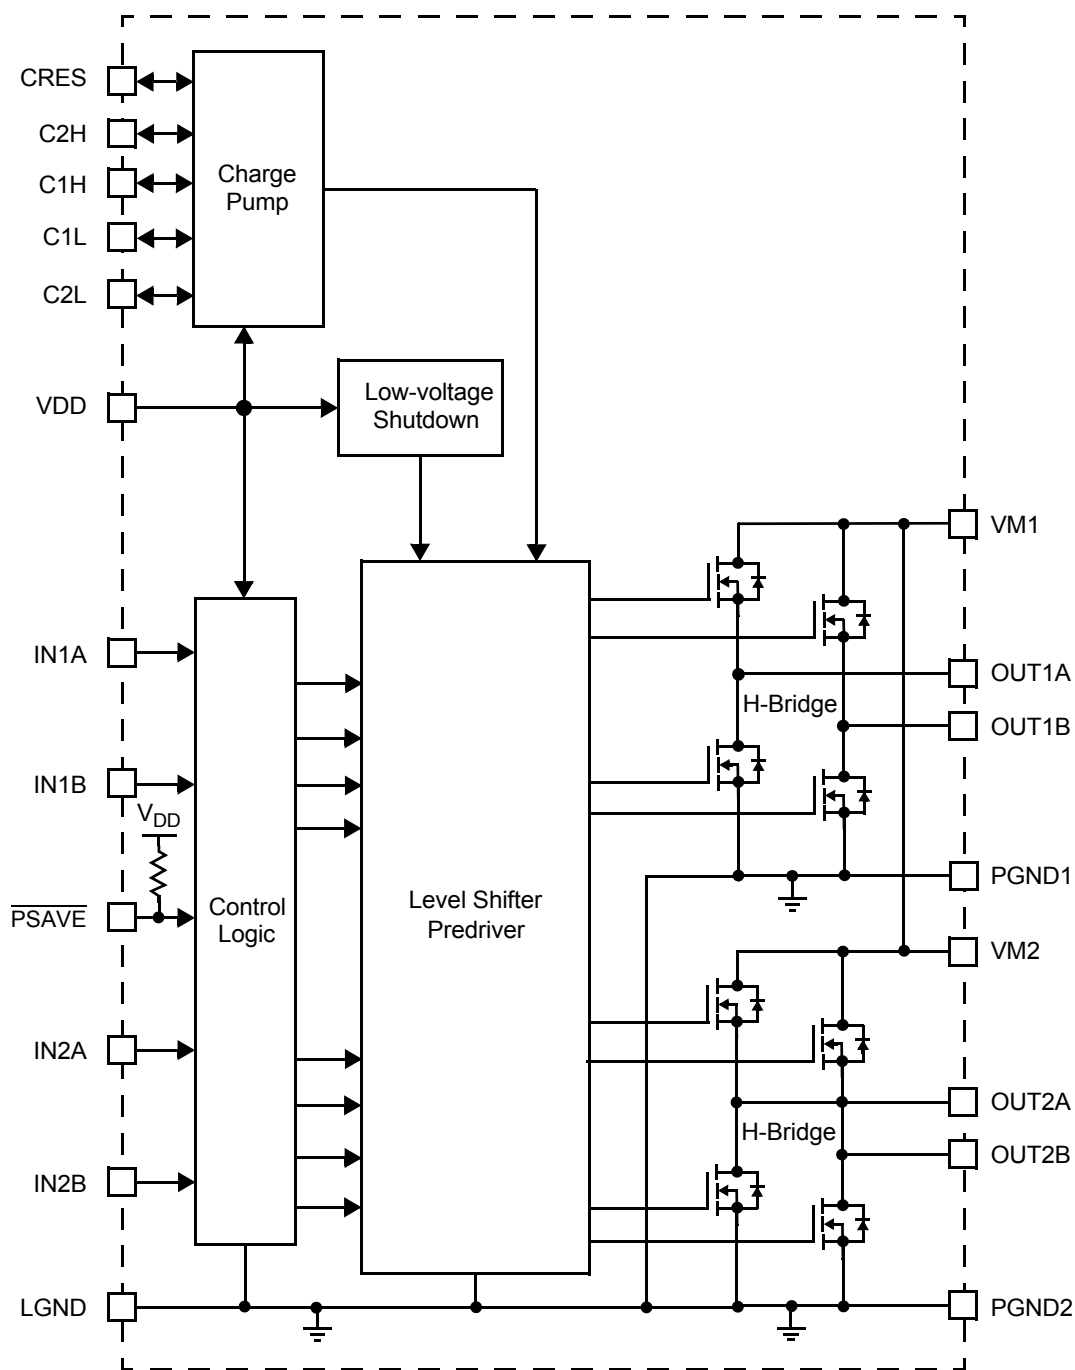 CRES
C2H
C1H
C1L
C2L
Charge
Pump
VDD
Low-voltage
Shutdown
VM1
IN1A
OUT1A
H-Bridge
OUT1B
IN1B
VDD
PGND1
PSAVE
Control
Logic
Level Shifter
Predriver
VM2
IN2A
OUT2A
H-Bridge
OUT2B
IN2B
LGND
PGND2